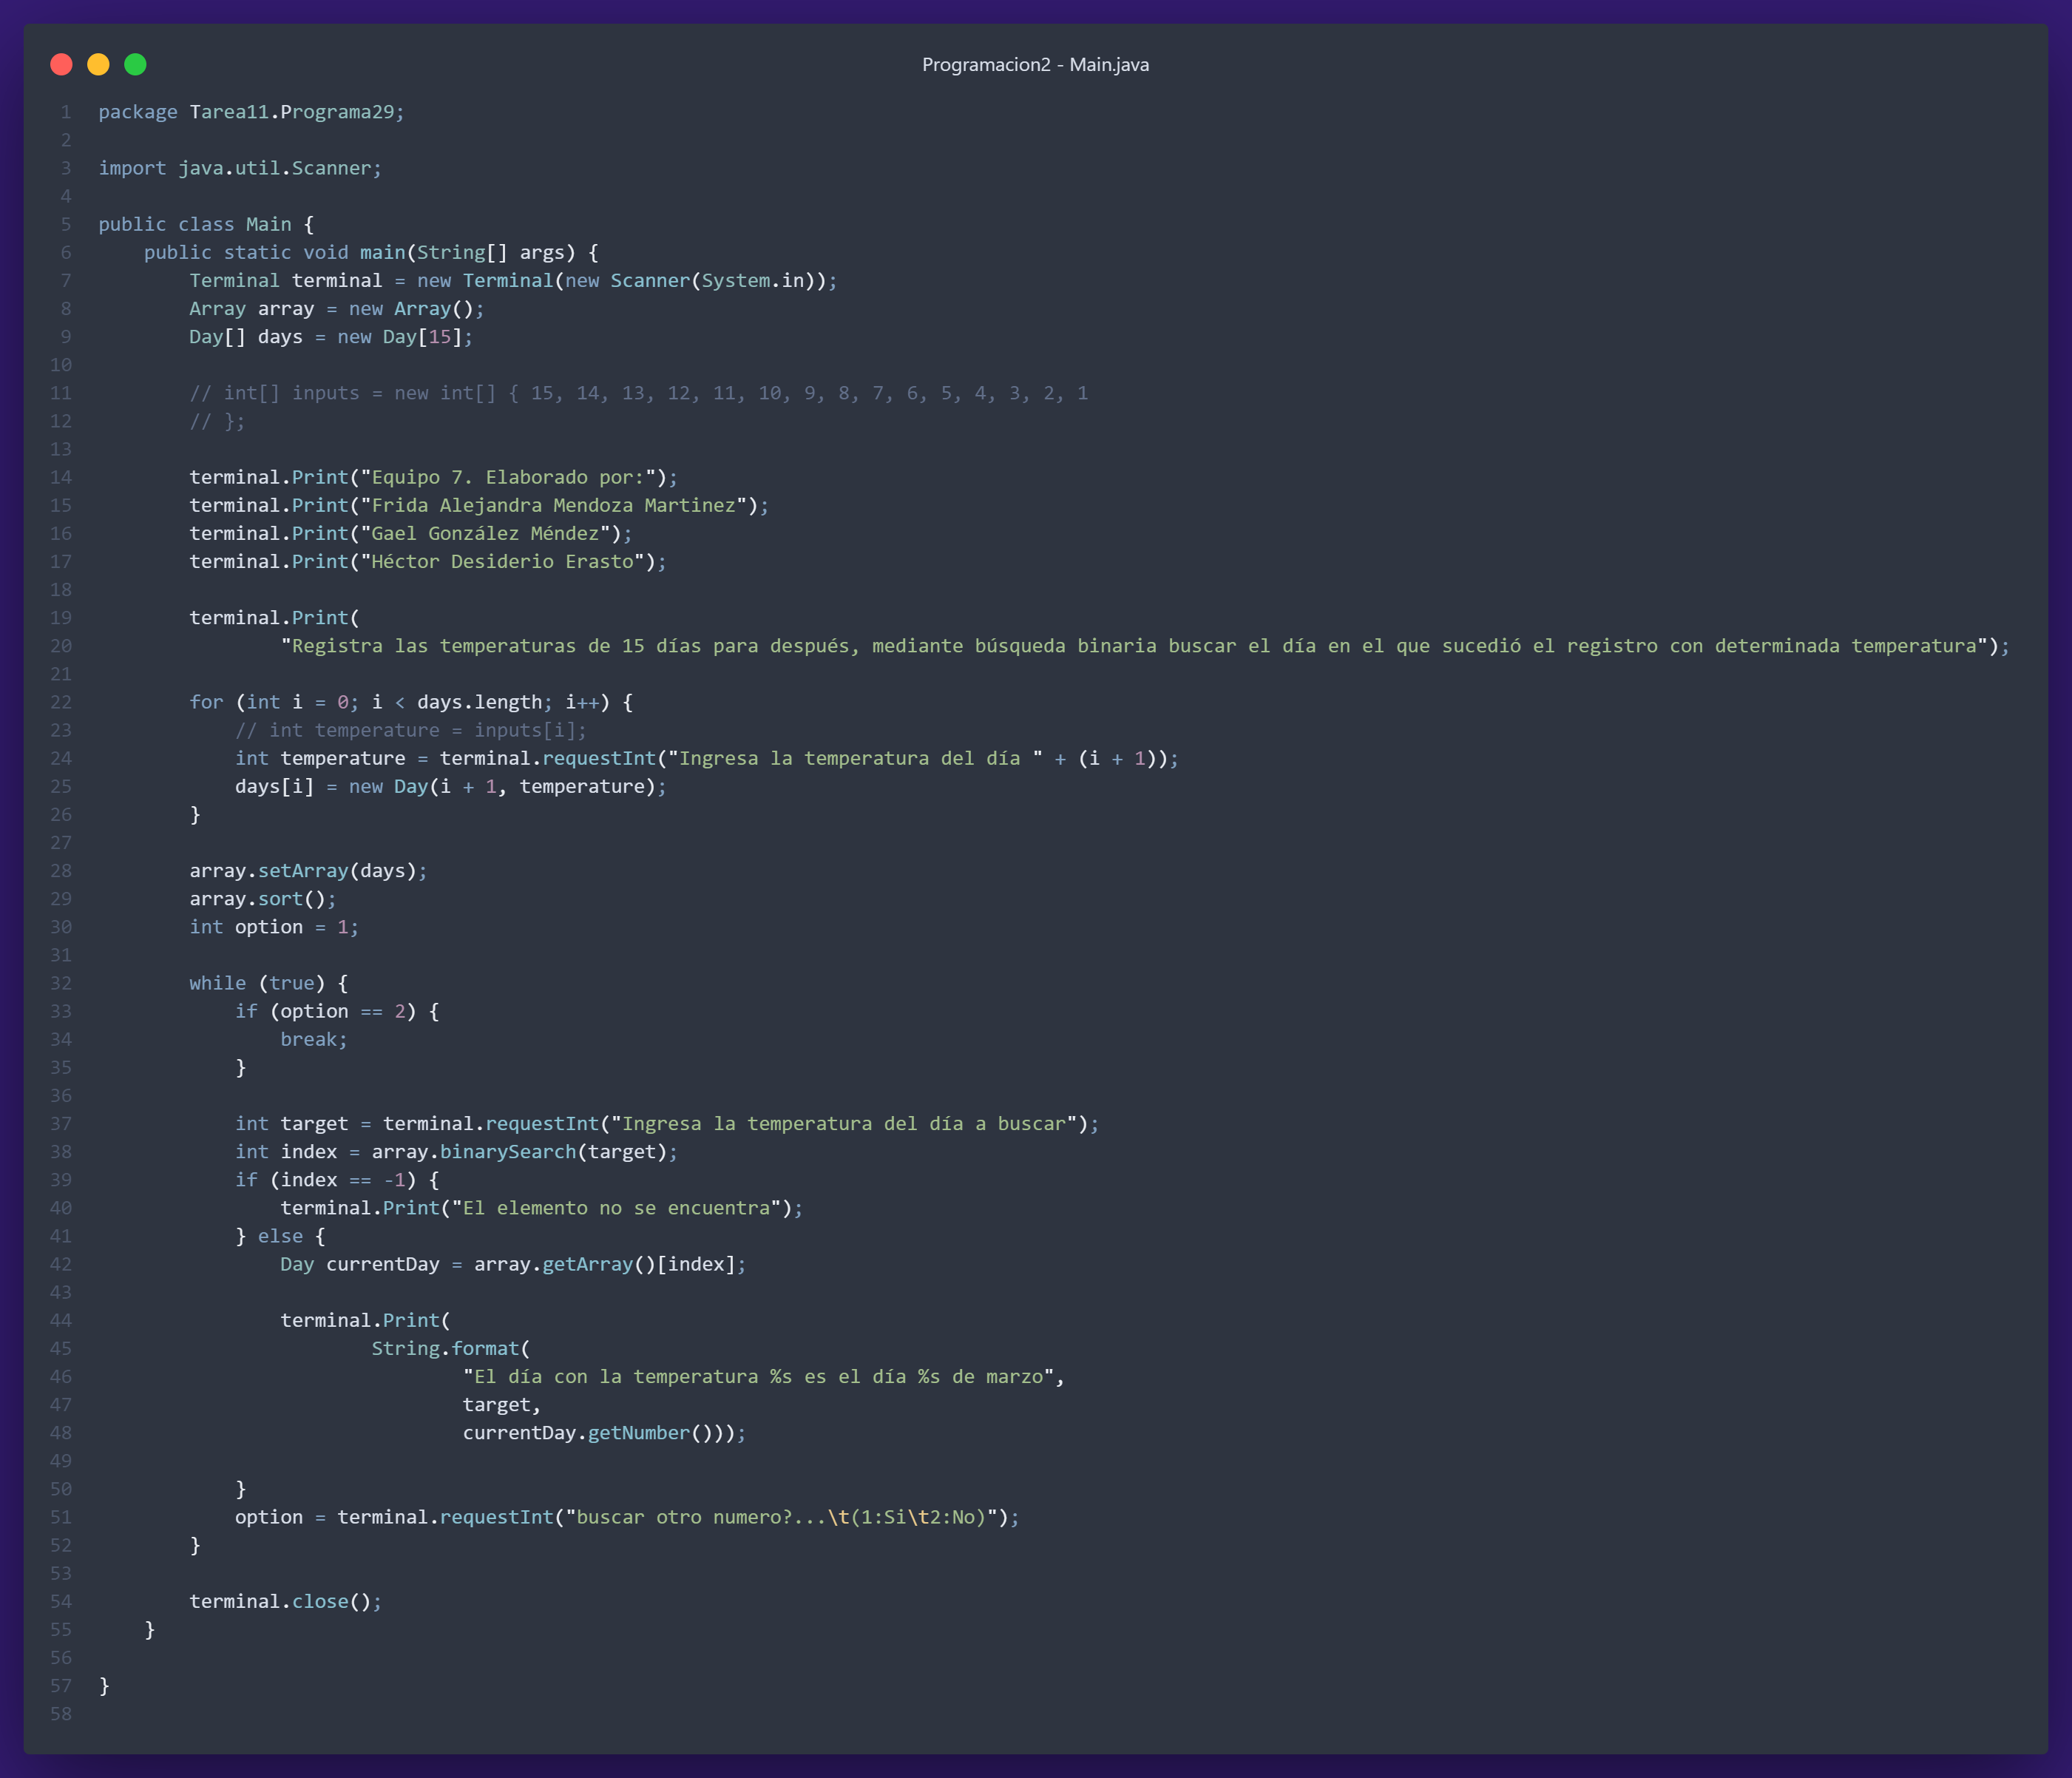 Programacion2 - Main.java
1 package Tarea11.Programa29;
2
3 import java.util.Scanner;
4
5 public class Main {
6     public static void main(String[] args) {
7         Terminal terminal = new Terminal(new Scanner(System.in));
8         Array array = new Array();
9         Day[] days = new Day[15];
10
11         // int[] inputs = new int[] { 15, 14, 13, 12, 11, 10, 9, 8, 7, 6, 5, 4, 3, 2, 1
12         // };
13
14         terminal.Print("Equipo 7. Elaborado por:");
15         terminal.Print("Frida Alejandra Mendoza Martinez");
16         terminal.Print("Gael González Méndez");
17         terminal.Print("Héctor Desiderio Erasto");
18
19         terminal.Print(
20                 "Registra las temperaturas de 15 días para después, mediante búsqueda binaria buscar el día en el que sucedió el registro con determinada temperatura");
21
22         for (int i = 0; i < days.length; i++) {
23             // int temperature = inputs[i];
24             int temperature = terminal.requestInt("Ingresa la temperatura del día " + (i + 1));
25             days[i] = new Day(i + 1, temperature);
26         }
27
28         array.setArray(days);
29         array.sort();
30         int option = 1;
31
32         while (true) {
33             if (option == 2) {
34                 break;
35             }
36
37             int target = terminal.requestInt("Ingresa la temperatura del día a buscar");
38             int index = array.binarySearch(target);
39             if (index == -1) {
40                 terminal.Print("El elemento no se encuentra");
41             } else {
42                 Day currentDay = array.getArray()[index];
43
44                 terminal.Print(
45                         String.format(
46                                 "El día con la temperatura %s es el día %s de marzo",
47                                 target,
48                                 currentDay.getNumber()));
49
50             }
51             option = terminal.requestInt("buscar otro numero?...\t(1:Si\t2:No)");
52         }
53
54         terminal.close();
55     }
56
57 }
58